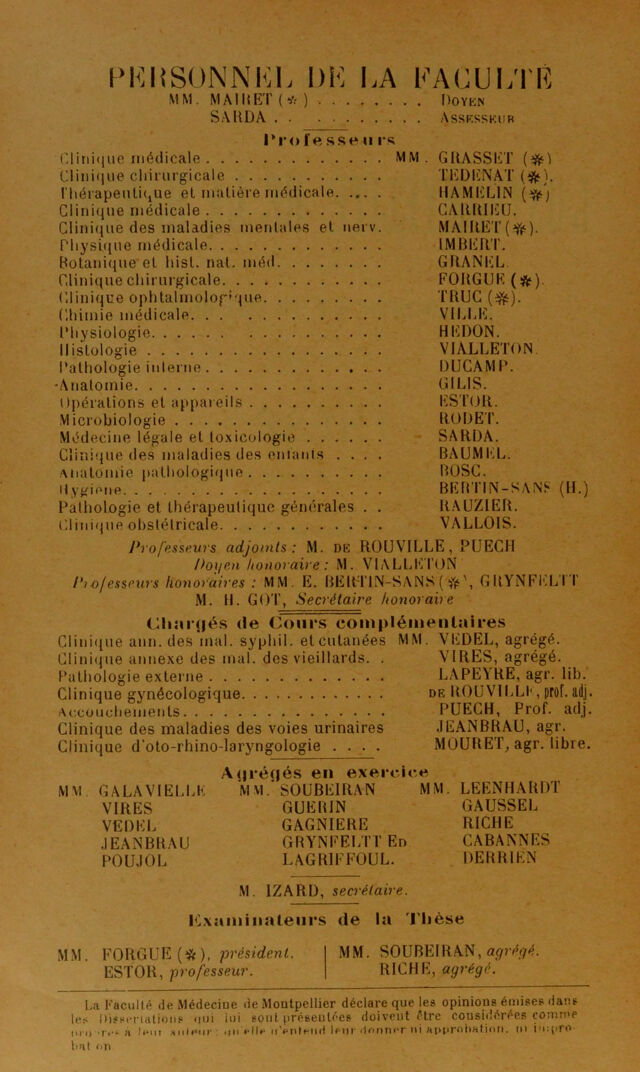 PERSONNEL DE LA FACULTÉ
MM. MAIRET (✻) . . . . . . . . DOYEN
SARDA . . . . . . . . . . ASSESSEUR
Professeurs
Clinique médicale . . . . . . . . . . . . . MM. GRASSET (✻)
Clinique chirurgicale . . . . . . . . . . . TEDENAT (✻).
Thérapeutique et matière médicale. . . . . HAMELIN (✻)
Clinique médicale . . . . . . . . . . . . . CARRIEU.
Clinique des maladies mentales et nerv. MAIRET (✻).
Physique médicale. . . . . . . . . . . . . IMBERT.
Botanique et hist. nat. méd. . . . . . . . GRANEL.
Clinique chirurgicale. . . . . . . . . . . . FORGUE (✻).
Clinique ophtalmologique. . . . . . . . . TRUC (✻).
Chimie médicale. . . . . . . . . . . . . . VILLE.
Physiologie. . . . . . . . . . . . . . . . HEDON.
Histologie . . . . . . . . . . . . . . . . VIALLETON.
Pathologie interne . . . . . . . . . . . . DUCAMP.
Anatomie. . . . . . . . . . . . . . . . . GILIS.
Opérations et appareils . . . . . . . . . . ESTOR.
Microbiologie . . . . . . . . . . . . . . . RODET.
Médecine légale et toxicologie . . . . . . SARDA.
Clinique des maladies des enfants . . . . BAUMEL.
Anatomie pathologique . . . . . . . . . . BOSC.
Hygiène. . . . . . . . . . . . . . . . . . BERTIN-SANS (H.)
Pathologie et thérapeutique générales . . RAUZIER.
Clinique obstétricale. . . . . . . . . . . . VALLOIS.
Professeurs adjoints : M. DE ROUVILLE, PUECH
Doyen honoraire : M. VIALLETON
Professeurs honoraires : MM. E. BERTIN-SANS (✻), GRYNFELTT
M. H. GOT, Secrétaire honoraire
Chargés de Cours complémentaires
Clinique ann. des mal. syphil. et cutanées MM. VEDEL, agrégé.
Clinique annexe des mal. des vieillards. . VIRES, agrégé.
Pathologie externe . . . . . . . . . . . . LAPEYRE, agr. lib.
Clinique gynécologique. . . . . . . . . . . DE ROUVILLE, prof. adj.
Accouchements. . . . . . . . . . . . . . . PUECH, Prof. adj.
Clinique des maladies des voies urinaires JEANBRAU, agr.
Clinique d'oto-rhino-laryngologie . . . . MOURET, agr. libre.
Agrégés en exercice
MM. GALAVIELLE MM. SOUBEIRAN MM. LEENHARDT
VIRES GUERIN GAUSSEL
VEDEL GAGNIERE RICHE
JEANBRAU GRYNFELTT ED CABANNES
POUJOL LAGRIFFOUL. DERRIEN
M. IZARD, secrétaire.
Examinateurs de la Thèse
MM. FORGUE (✻), président. MM. SOUBEIRAN, agrégé.
ESTOR, professeur. RICHE, agrégé.
La Faculté de Médecine de Montpellier déclare que les opinions émises dans
les Dissertations qui lui sont présentées doivent être considérées comme
propres à leur auteur ; qu'elle n'entend leur donner ni approbation, ni impro
bation